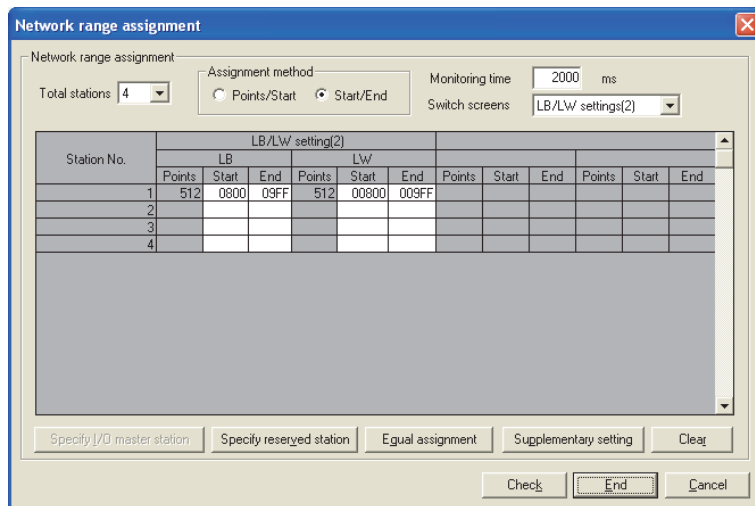 Network range assignment
Network range assignment
Total stations 4
Assignment method
Points/Start Start/End
Monitoring time 2000 ms
Switch screens LB/LW settings(2)
Station No.
LB/LW setting(2)
LB LW
Points Start End Points Start End Points Start End Points Start End
1 512 0800 09FF 512 00800 009FF
2
3
4
Specify I/O master station Specify reserved station Equal assignment Supplementary setting Clear
Check End Cancel